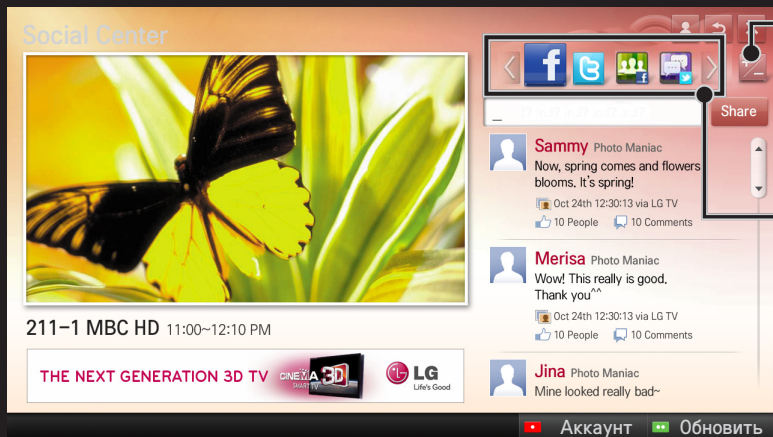 Social Center
Share
Sammy Photo Maniac
Now, spring comes and flowers
blooms. It's spring!
Oct 24th 12:30:13 via LG TV
10 People 10 Comments
Merisa Photo Maniac
Wow! This really is good.
Thank you^^
Oct 24th 12:30:13 via LG TV
10 People 10 Comments
Jina Photo Maniac
Mine looked really bad~
211-1 MBC HD 11:00~12:10 PM
THE NEXT GENERATION 3D TV CINEMA 3D SMART TV LG Life's Good
Аккаунт Обновить